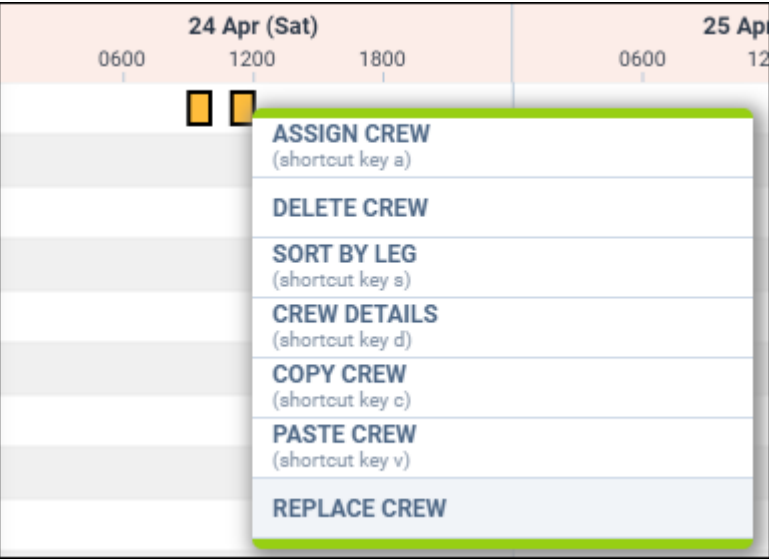 24 Apr (Sat)
25 Apr
0600 1200 1800 0600 12
ASSIGN CREW
(shortcut key a)
DELETE CREW
SORT BY LEG
(shortcut key s)
CREW DETAILS
(shortcut key d)
COPY CREW
(shortcut key c)
PASTE CREW
(shortcut key v)
REPLACE CREW